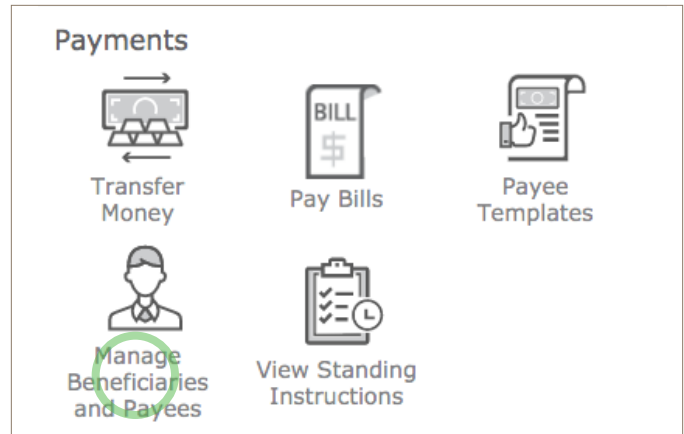 Payments
Transfer
Money
BILL
$
Pay Bills
Payee
Templates
Manage
Beneficiaries
and Payees
View Standing
Instructions